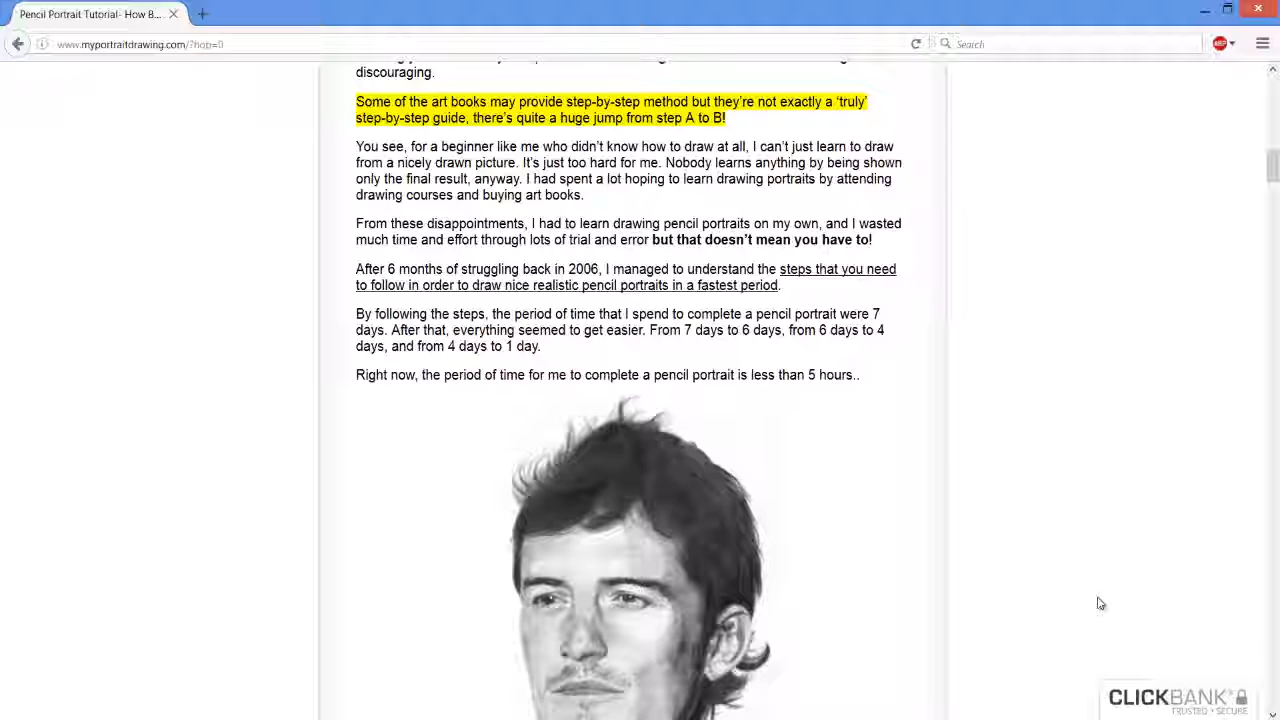 Pencil Portrait Tutorial- How B...
www.myportraitdrawing.com/?hop=0
Search
ABP
discouraging.
Some of the art books may provide step-by-step method but they're not exactly a ‘truly’
step-by-step guide, there's quite a huge jump from step A to B!
You see, for a beginner like me who didn't know how to draw at all, I can't just learn to draw
from a nicely drawn picture. It's just too hard for me. Nobody learns anything by being shown
only the final result, anyway. I had spent a lot hoping to learn drawing portraits by attending
drawing courses and buying art books.
From these disappointments, I had to learn drawing pencil portraits on my own, and I wasted
much time and effort through lots of trial and error but that doesn't mean you have to!
After 6 months of struggling back in 2006, I managed to understand the steps that you need
to follow in order to draw nice realistic pencil portraits in a fastest period.
By following the steps, the period of time that I spend to complete a pencil portrait were 7
days. After that, everything seemed to get easier. From 7 days to 6 days, from 6 days to 4
days, and from 4 days to 1 day.
Right now, the period of time for me to complete a pencil portrait is less than 5 hours..
CLICKBANK
TRUSTED • SECURE